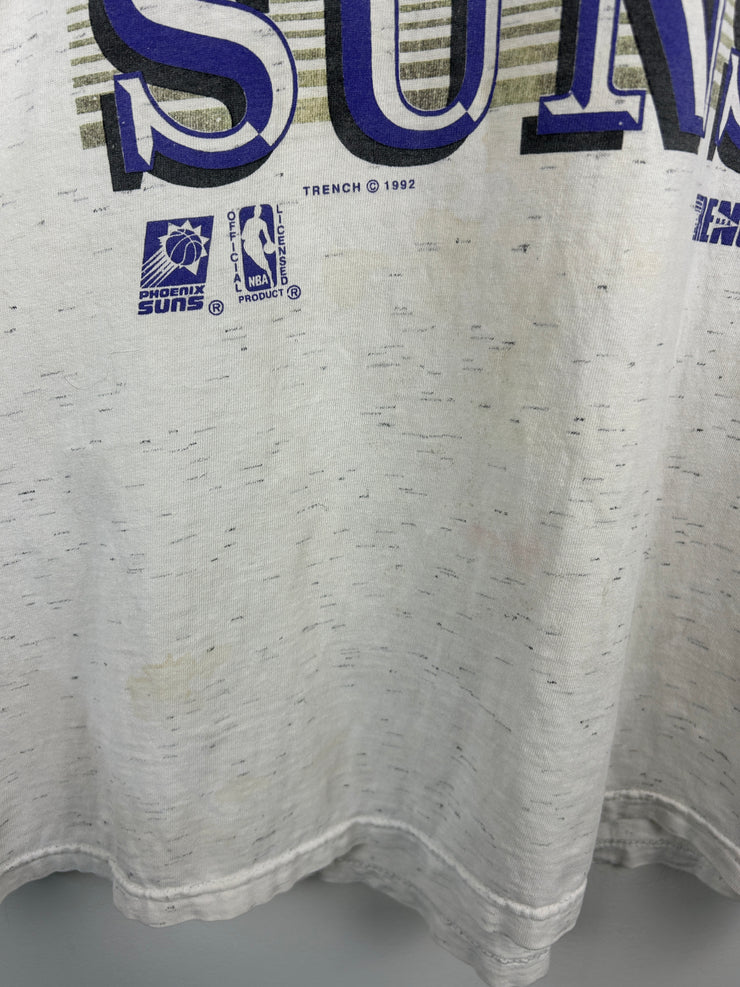 SUNS
TRENCH © 1992
PHOENIX
SUNS ®
OFFICIAL
LICENSED
NBA
PRODUCT ®
U.S.A.